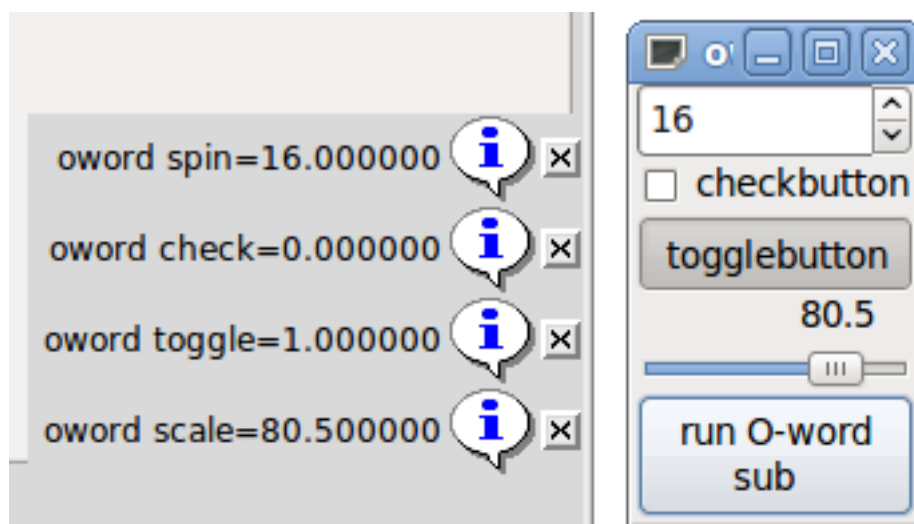 oword spin=16.000000
oword check=0.000000
oword toggle=1.000000
oword scale=80.500000
16
checkbutton
togglebutton
80.5
run O-word
sub